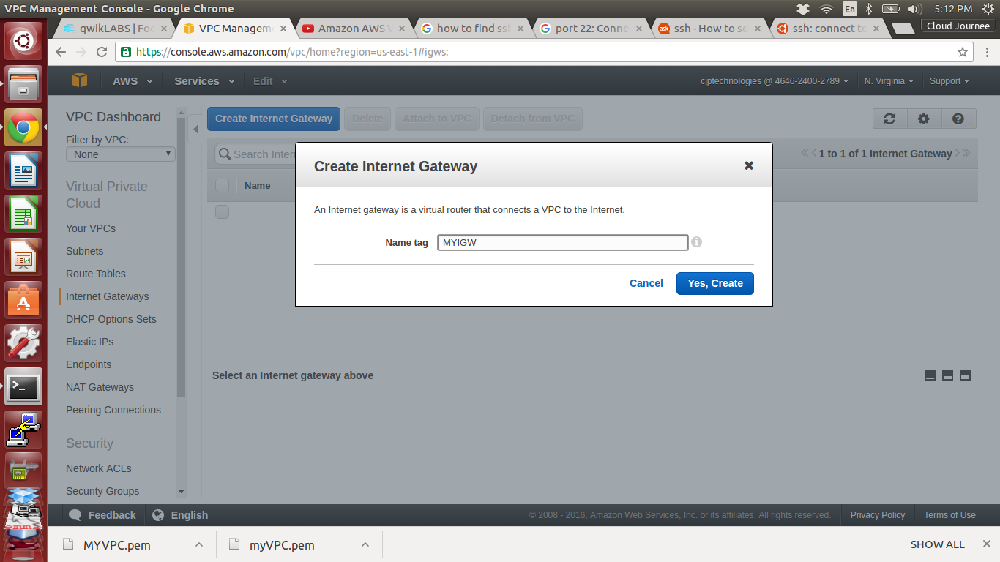 VPC Management Console - Google Chrome
En
5:12 PM
qwikLABS | Foc
VPC Managem
Amazon AWS V
how to find ssh
port 22: Conne
ssh - How to so
ssh: connect to
Cloud Journee
https://console.aws.amazon.com/vpc/home?region=us-east-1#igws:
AWS
Services
Edit
cjptechnologies @ 4646-2400-2789
N. Virginia
Support
VPC Dashboard
Filter by VPC:
None
Virtual Private
Cloud
Your VPCs
Subnets
Route Tables
Internet Gateways
DHCP Options Sets
Elastic IPs
Endpoints
NAT Gateways
Peering Connections
Security
Network ACLs
Security Groups
Create Internet Gateway
Delete
Attach to VPC
Detach from VPC
Search Inter
1 to 1 of 1 Internet Gateway
Name
Create Internet Gateway
An Internet gateway is a virtual router that connects a VPC to the Internet.
Name tag
MYIGW
Cancel
Yes, Create
Select an Internet gateway above
Feedback
English
© 2008 - 2016, Amazon Web Services, Inc. or its affiliates. All rights reserved.
Privacy Policy
Terms of Use
MYVPC.pem
myVPC.pem
SHOW ALL